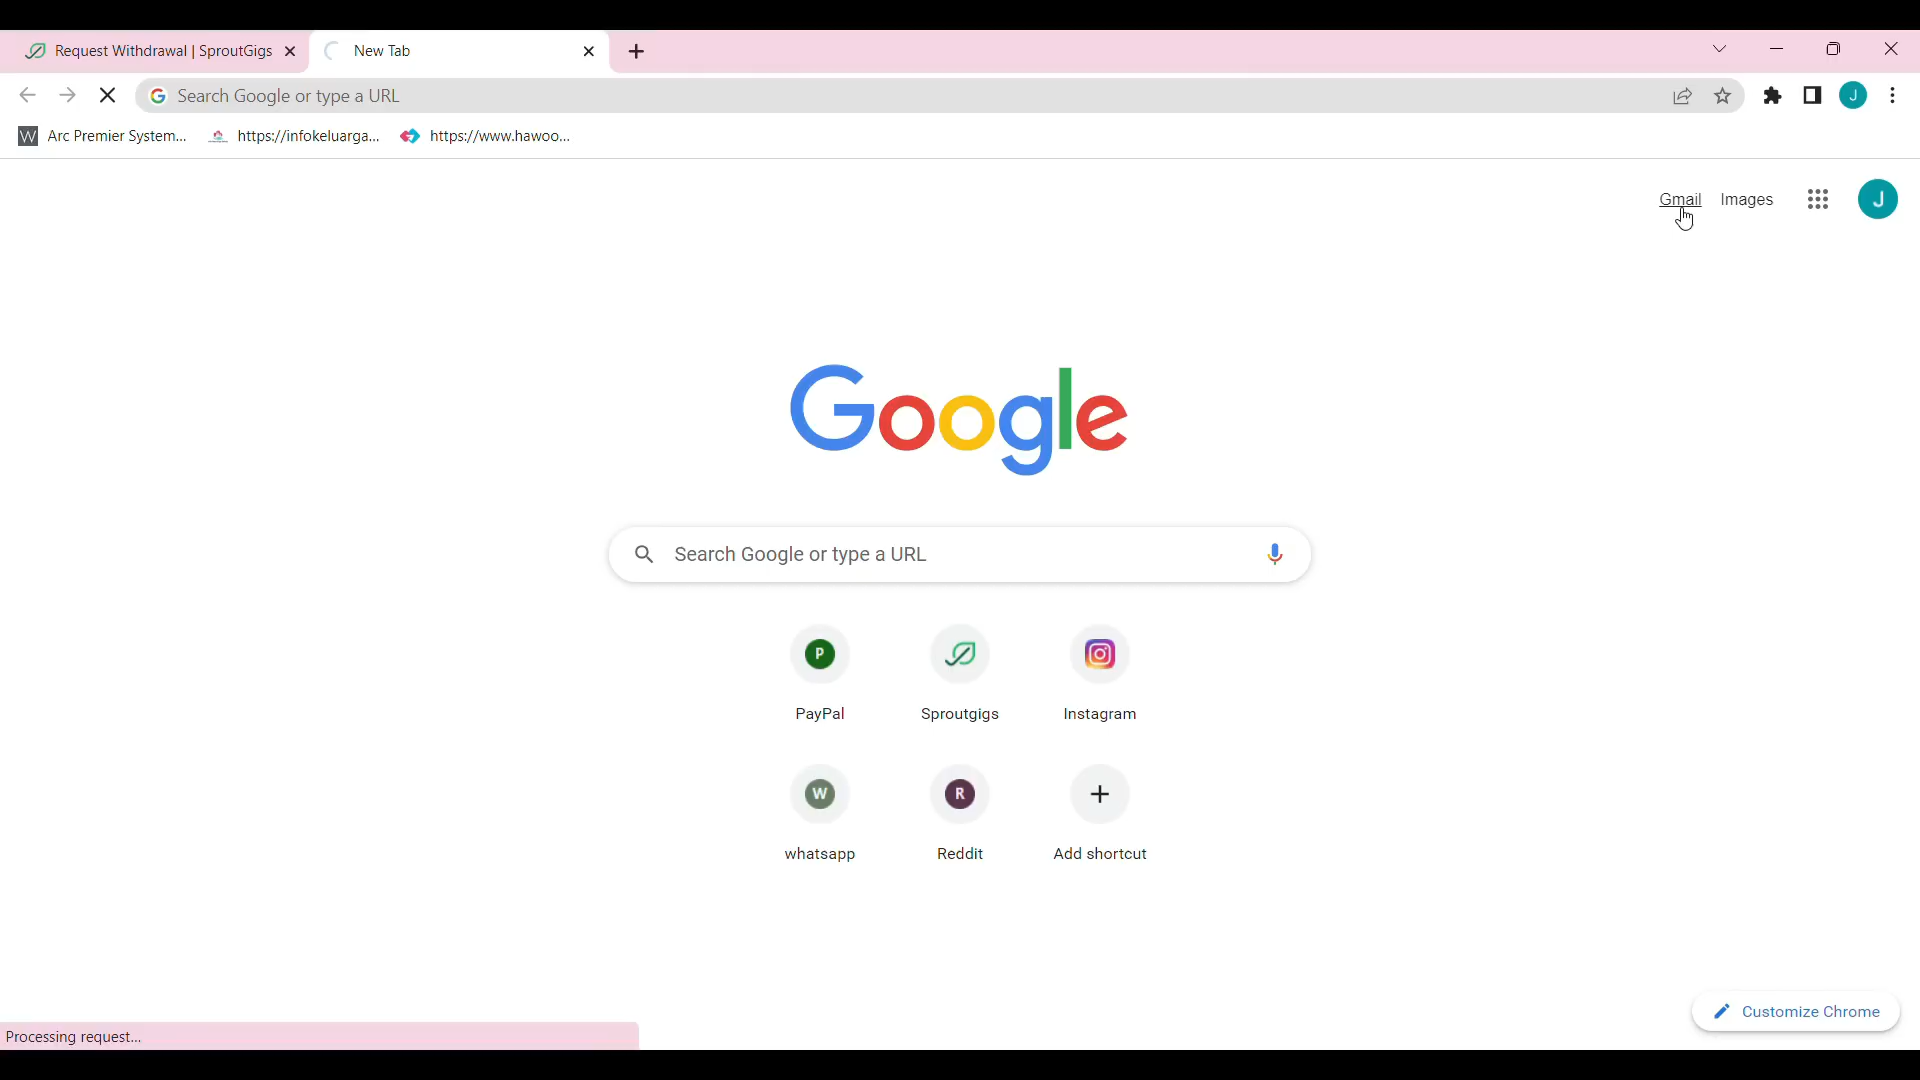 Request Withdrawal | SproutGigs
New Tab
Search Google or type a URL
J
W Arc Premier System...
https://infokeluarga...
https://www.hawoo...
Gmail
Images
J
Google
Search Google or type a URL
P
PayPal
Sproutgigs
Instagram
W
whatsapp
R
Reddit
Add shortcut
Customize Chrome
Processing request...